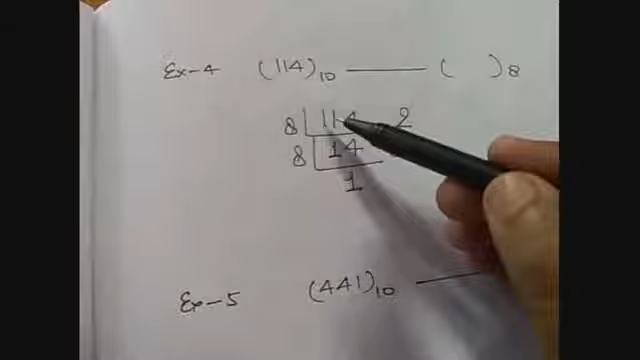 Ex-4 (114)10 ——— ( )8
8 114 2
8 14
1
Ex-5 (441)10 ———